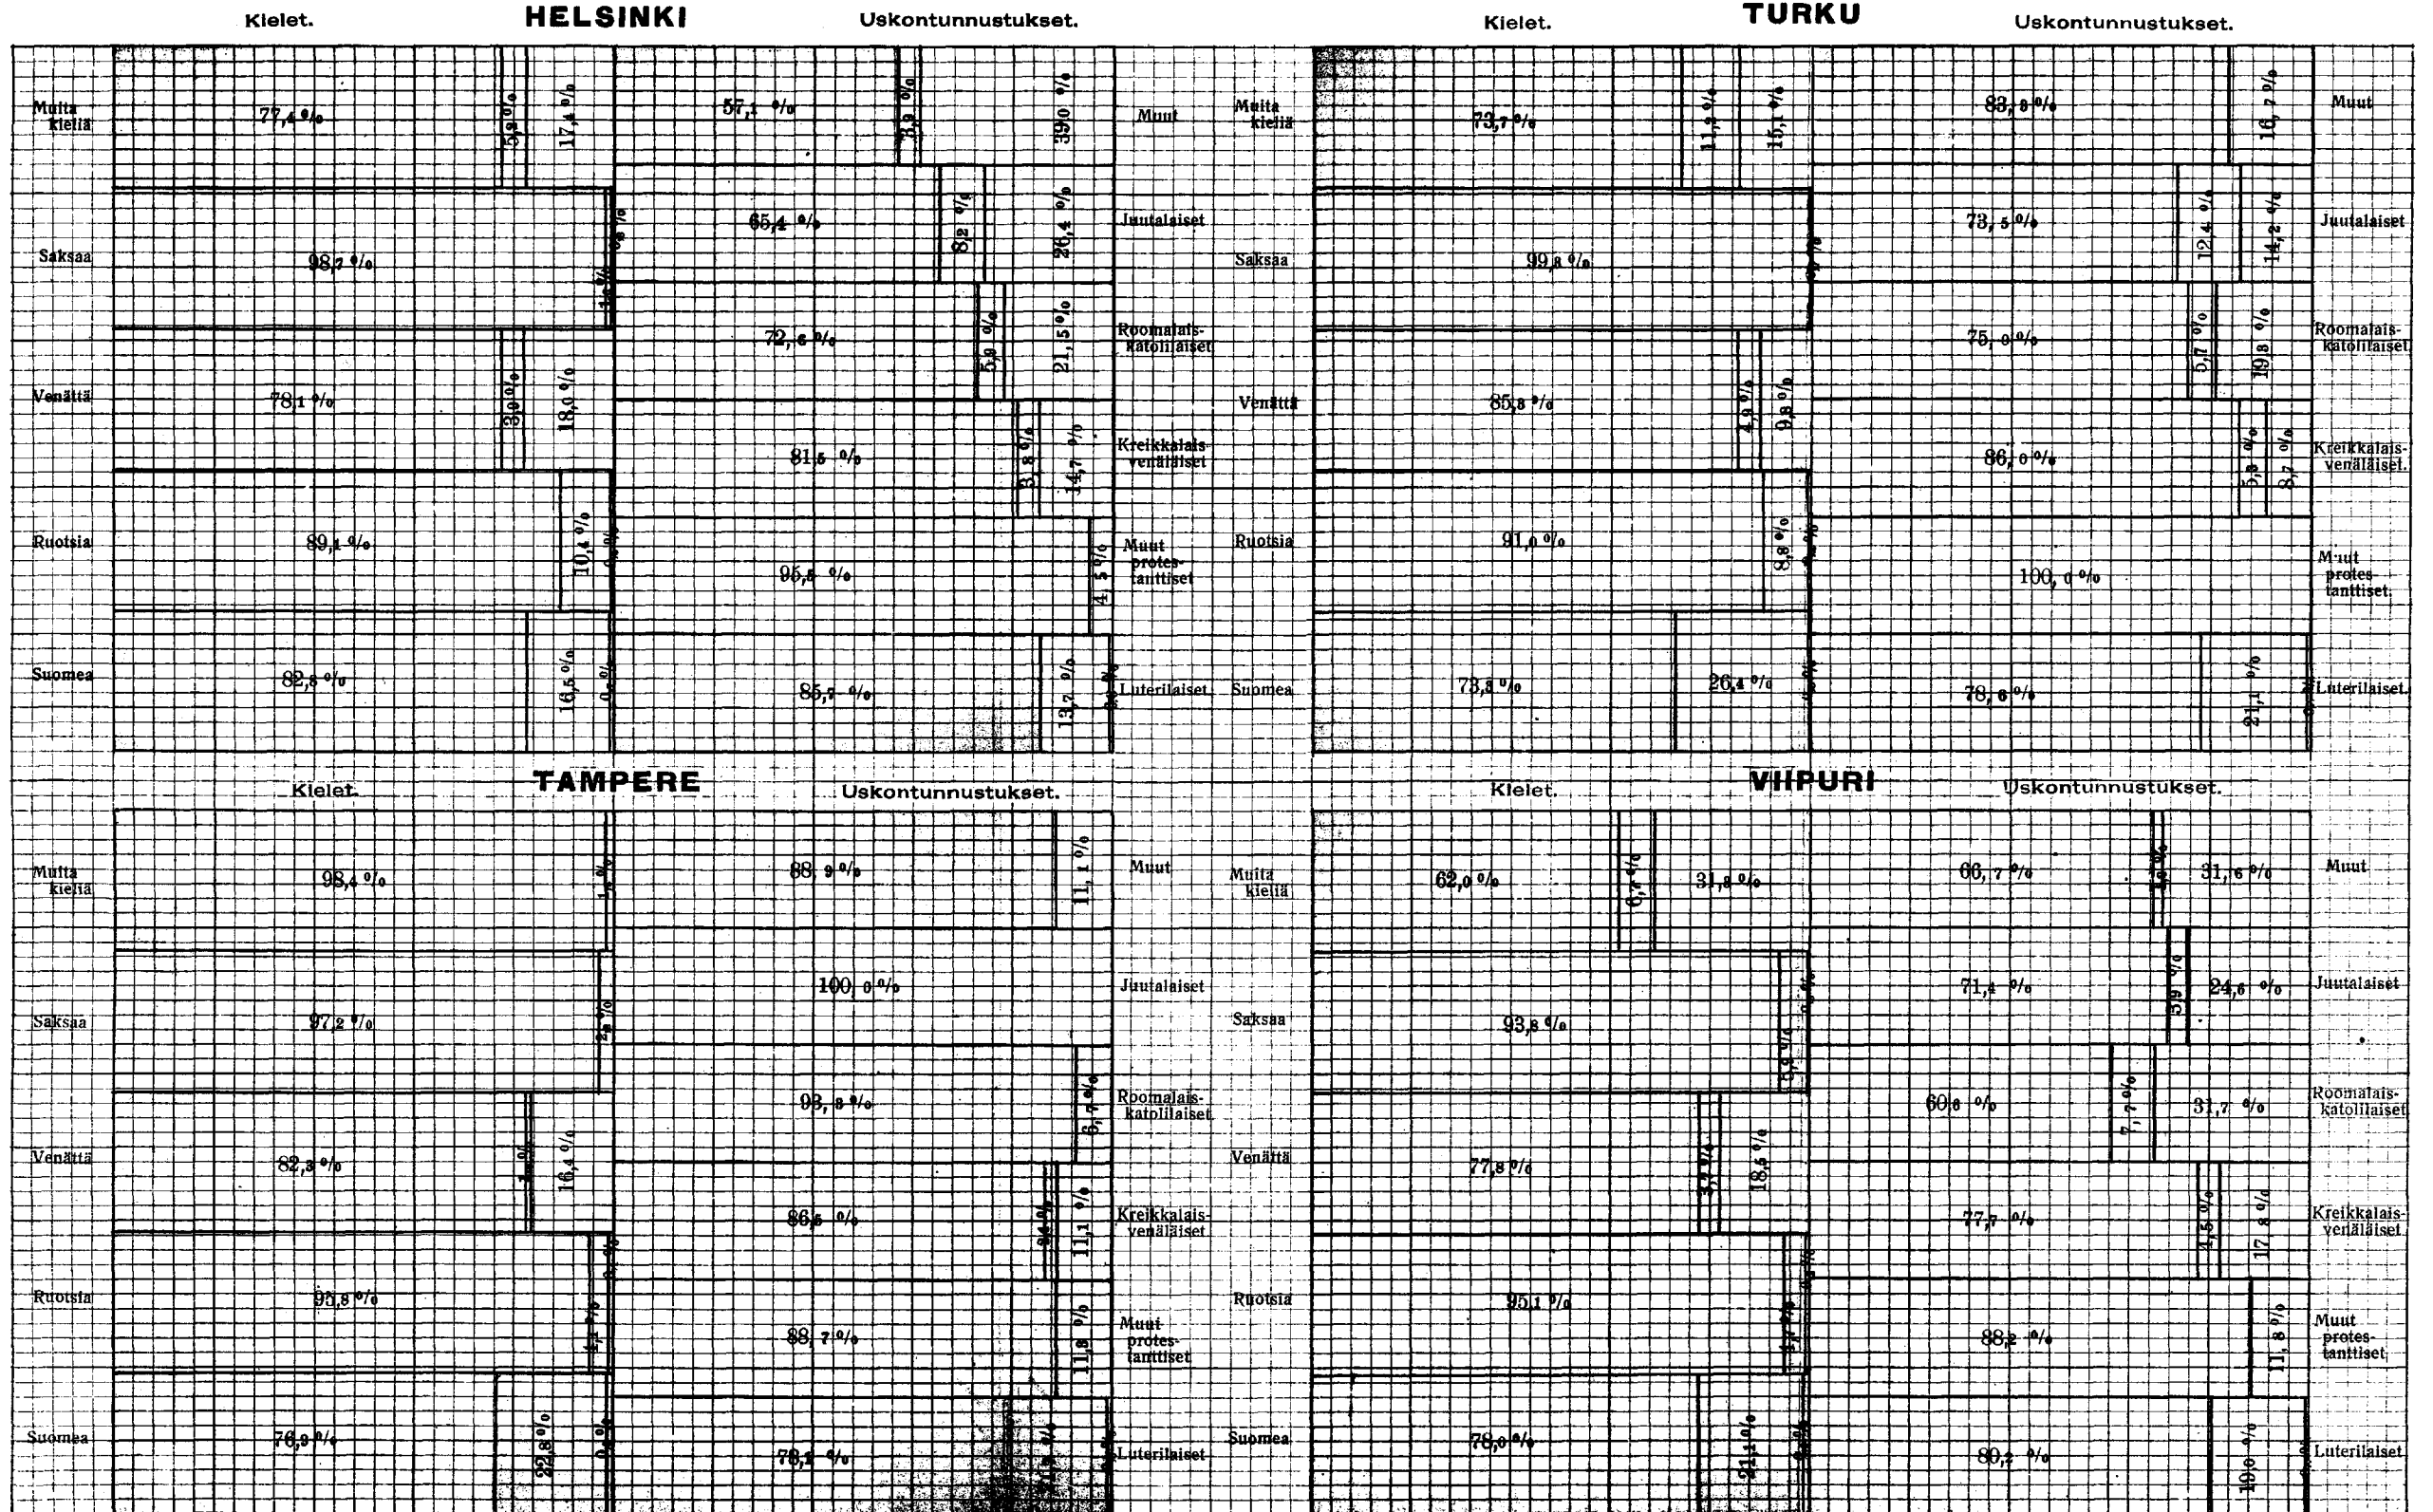 HELSINKI
Kielet.
Uskontunnustukset.
Muita
kieliä
77,4 %
17,4 %
Saksaa
98,7 %
Venättä
78,1 %
3,9 %
18,0 %
Ruotsia
89,1 %
10,4 %
Suomea
82,8 %
16,5 %
57,1 %
3,9 %
39,0 %
Muut
65,4 %
8,2 %
26,4 %
Juutalaiset
72,6 %
5,9 %
21,5 %
Roomalais-
katolilaiset
81,5 %
3,8 %
14,7 %
Kreikkalais-
venäläiset
95,5 %
4,5 %
Muut
protes-
tanttiset
85,7 %
13,7 %
Luterilaiset
TURKU
Kielet.
Uskontunnustukset.
Muita
kieliä
73,7 %
11,2 %
15,1 %
Saksaa
99,8 %
Venättä
85,3 %
4,9 %
9,8 %
Ruotsia
91,0 %
8,8 %
Suomea
26,4 %
83,3 %
16,7 %
Muut
12,4 %
14,2 %
Juutalaiset
75,0 %
5,7 %
Roomalais-
katolilaiset
86,0 %
5,3 %
8,7 %
Kreikkalais-
venäläiset.
100,0 %
Muut
protes-
tanttiset.
78,6 %
21,1 %
Luterilaiset.
TAMPERE
Kielet.
Uskontunnustukset.
Muita
kieliä
98,4 %
Saksaa
97,2 %
Venättä
82,3 %
16,4 %
Ruotsia
95,8 %
Suomea
76,9 %
22,8 %
88,9 %
11,1 %
Muut
100,0 %
Juutalaiset
93,3 %
6,7 %
Roomalais-
katolilaiset
86,5 %
2,4 %
11,1 %
Kreikkalais-
venäläiset
88,7 %
11,3 %
Muut
protes-
tanttiset
78,1 %
Luterilaiset
VIIPURI
Kielet.
Uskontunnustukset.
Muita
kieliä
62,0 %
31,3 %
Saksaa
93,8 %
Venättä
77,8 %
18,5 %
Ruotsia
95,1 %
Suomea
78,0 %
21,1 %
66,7 %
31,6 %
Muut
71,4 %
24,6 %
Juutalaiset
60,6 %
7,7 %
31,7 %
Roomalais-
katolilaiset
77,7 %
4,5 %
17,8 %
Kreikkalais-
venäläiset
88,2 %
11,8 %
Muut
protes-
tanttiset
80,2 %
Luterilaiset